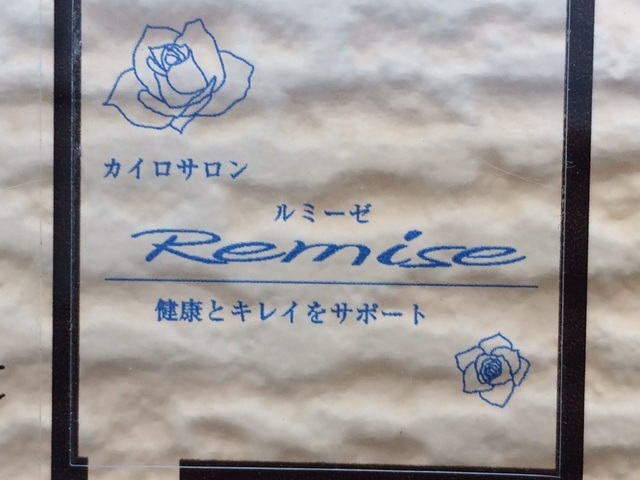 カイロサロン
ルミーゼ
Remise
健康とキレイをサポート